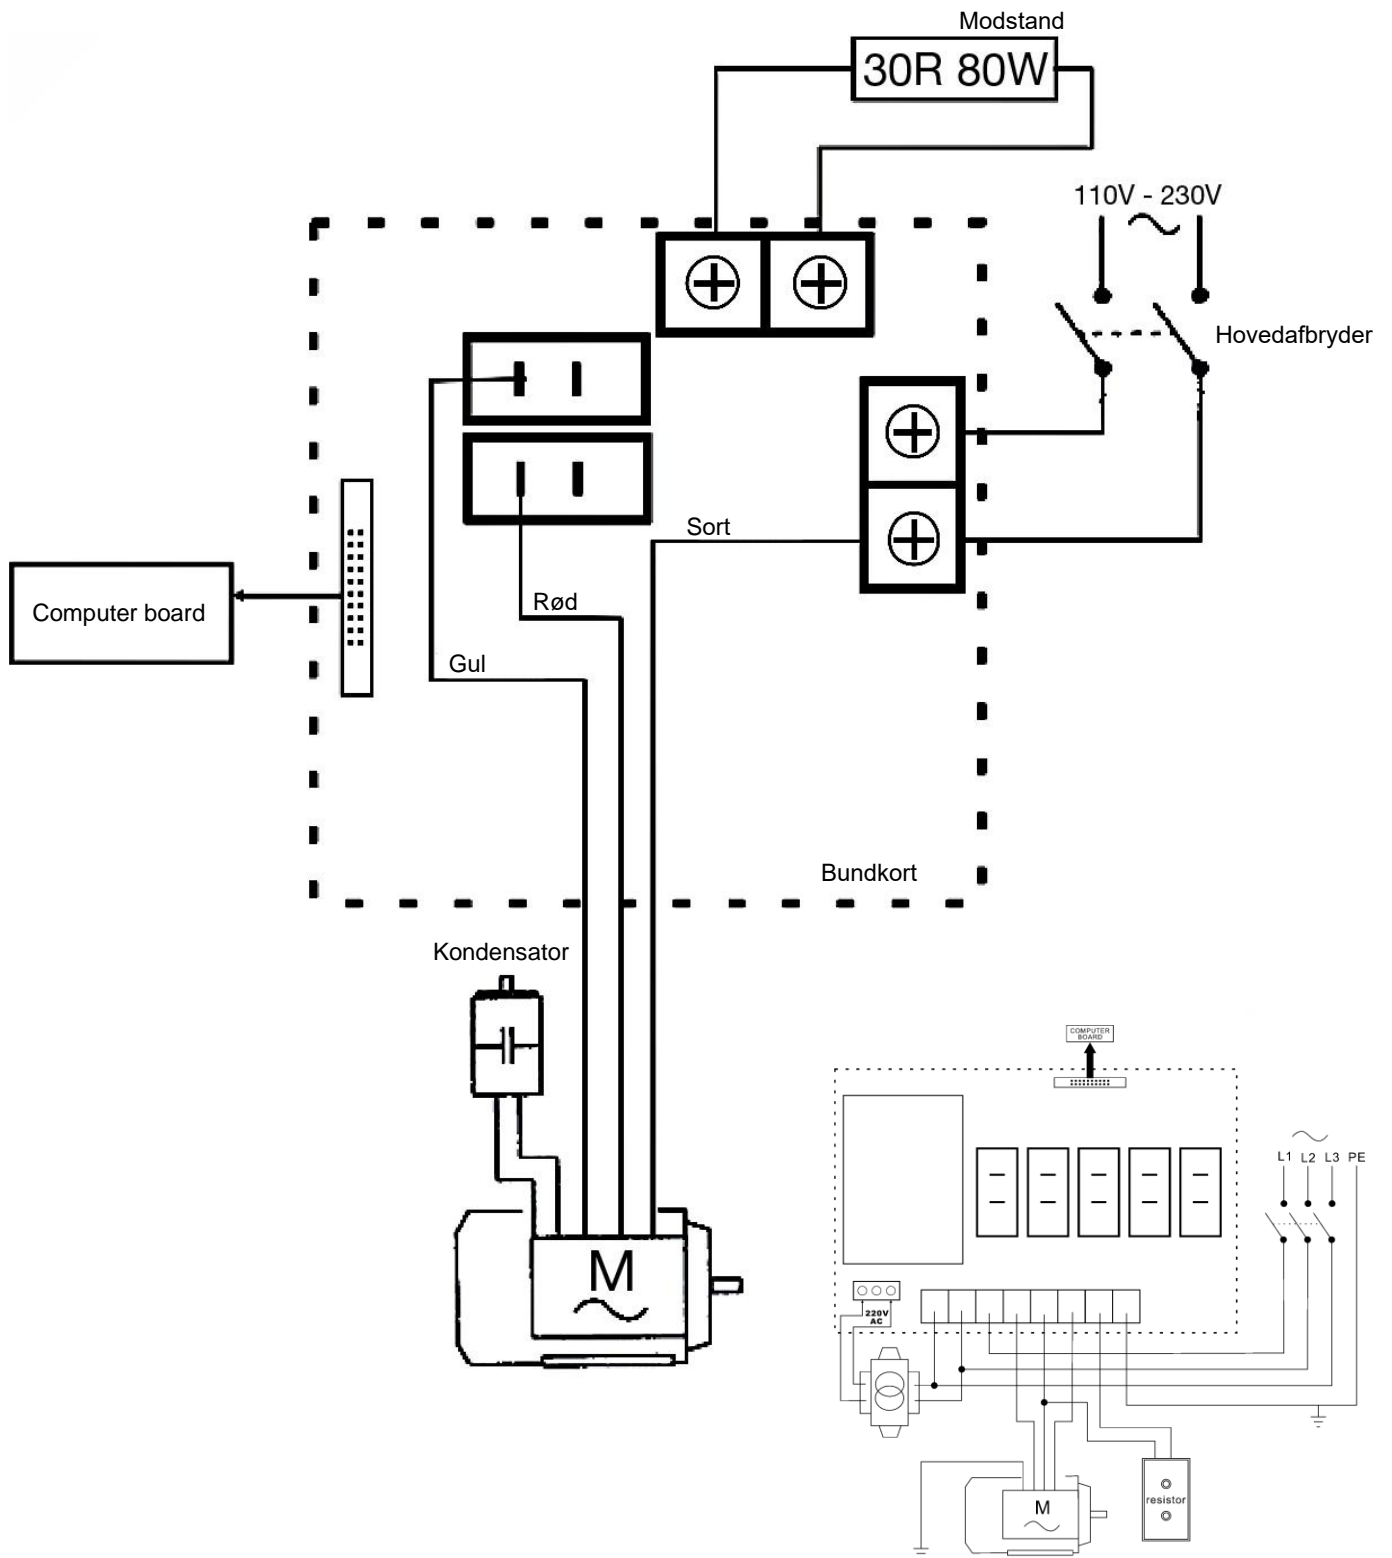 Modstand
30R 80W
110V - 230V
Hovedafbryder
Sort
Rød
Computer board
Gul
Bundkort
Kondensator
M
COMPUTER
BOARD
L1 L2 L3 PE
220V
AC
M
resistor